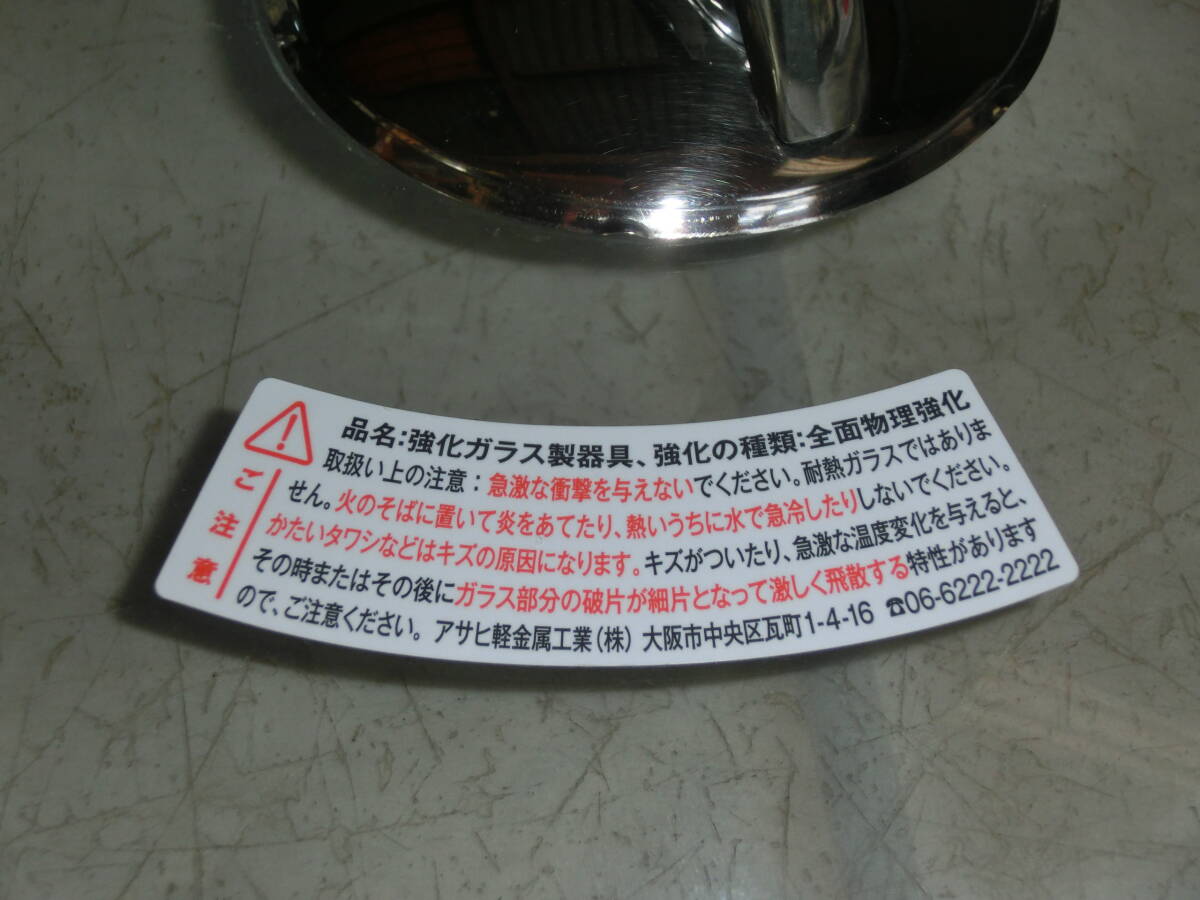 ご注意
品名:強化ガラス製器具、強化の種類:全面物理強化
取扱い上の注意:急激な衝撃を与えないでください。耐熱ガラスではありま
せん。火のそばに置いて炎をあてたり、熱いうちに水で急冷したりしないでください。
かたいタワシなどはキズの原因になります。キズがついたり、急激な温度変化を与えると、
その時またはその後にガラス部分の破片が細片となって激しく飛散する特性があります
ので、ご注意ください。アサヒ軽金属工業(株) 大阪市中央区瓦町1-4-16 ☎06-6222-2222